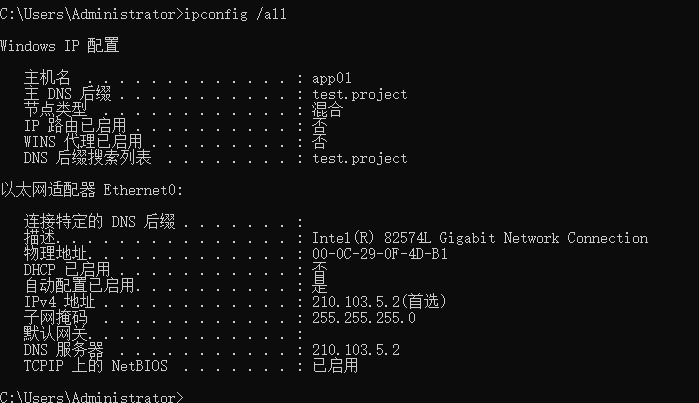 C:\Users\Administrator>ipconfig /all
Windows IP 配置
主机名 . . . . . . . . . . . . . : app01
主 DNS 后缀 . . . . . . . . . . . : test.project
节点类型 . . . . . . . . . . . . : 混合
IP 路由已启用 . . . . . . . . . . : 否
WINS 代理已启用 . . . . . . . . . : 否
DNS 后缀搜索列表 . . . . . . . . : test.project
以太网适配器 Ethernet0:
连接特定的 DNS 后缀 . . . . . . . :
描述. . . . . . . . . . . . . . . : Intel(R) 82574L Gigabit Network Connection
物理地址. . . . . . . . . . . . . : 00-0C-29-0F-4D-B1
DHCP 已启用 . . . . . . . . . . . : 否
自动配置已启用. . . . . . . . . . : 是
IPv4 地址 . . . . . . . . . . . . : 210.103.5.2(首选)
子网掩码 . . . . . . . . . . . . : 255.255.255.0
默认网关. . . . . . . . . . . . . :
DNS 服务器 . . . . . . . . . . . : 210.103.5.2
TCPIP 上的 NetBIOS . . . . . . . : 已启用
C:\Users\Administrator>